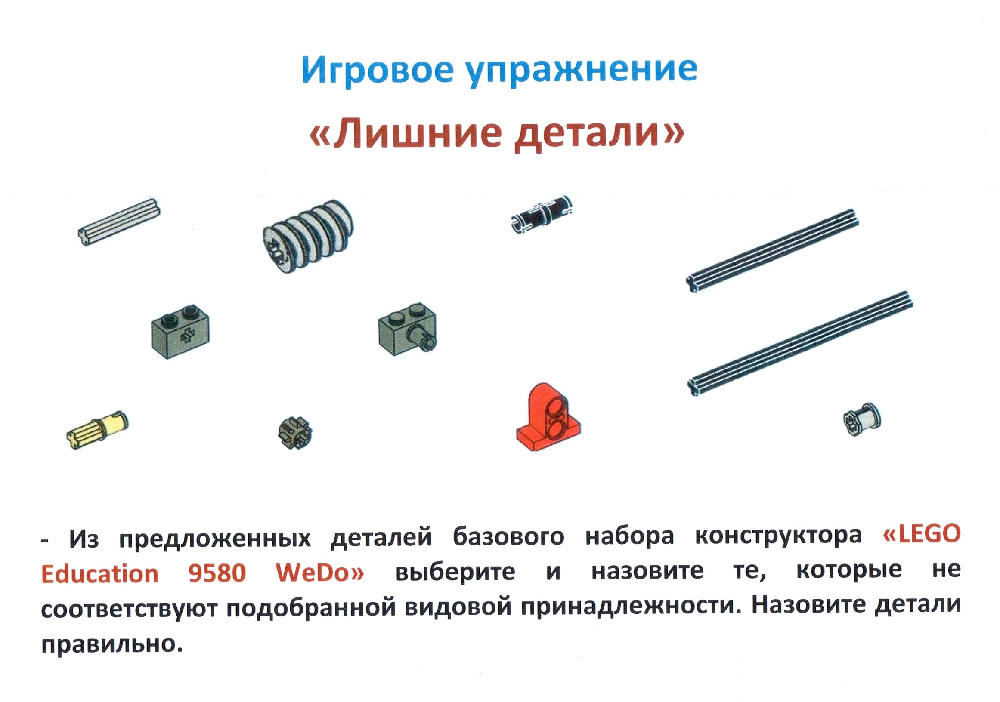 Игровое упражнение
«Лишние детали»
- Из предложенных деталей базового набора конструктора «LEGO
Education 9580 WeDo» выберите и назовите те, которые не
соответствуют подобранной видовой принадлежности. Назовите детали
правильно.